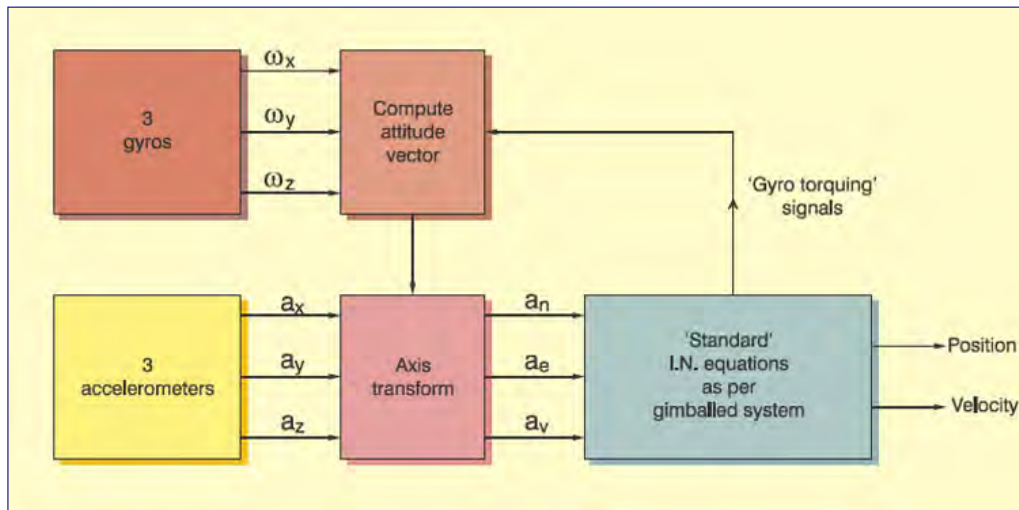 3
gyros
ωx
ωy
ωz
Compute
attitude
vector
'Gyro torquing'
signals
3
accelerometers
ax
ay
az
Axis
transform
an
ae
av
'Standard'
I.N. equations
as per
gimballed system
Position
Velocity